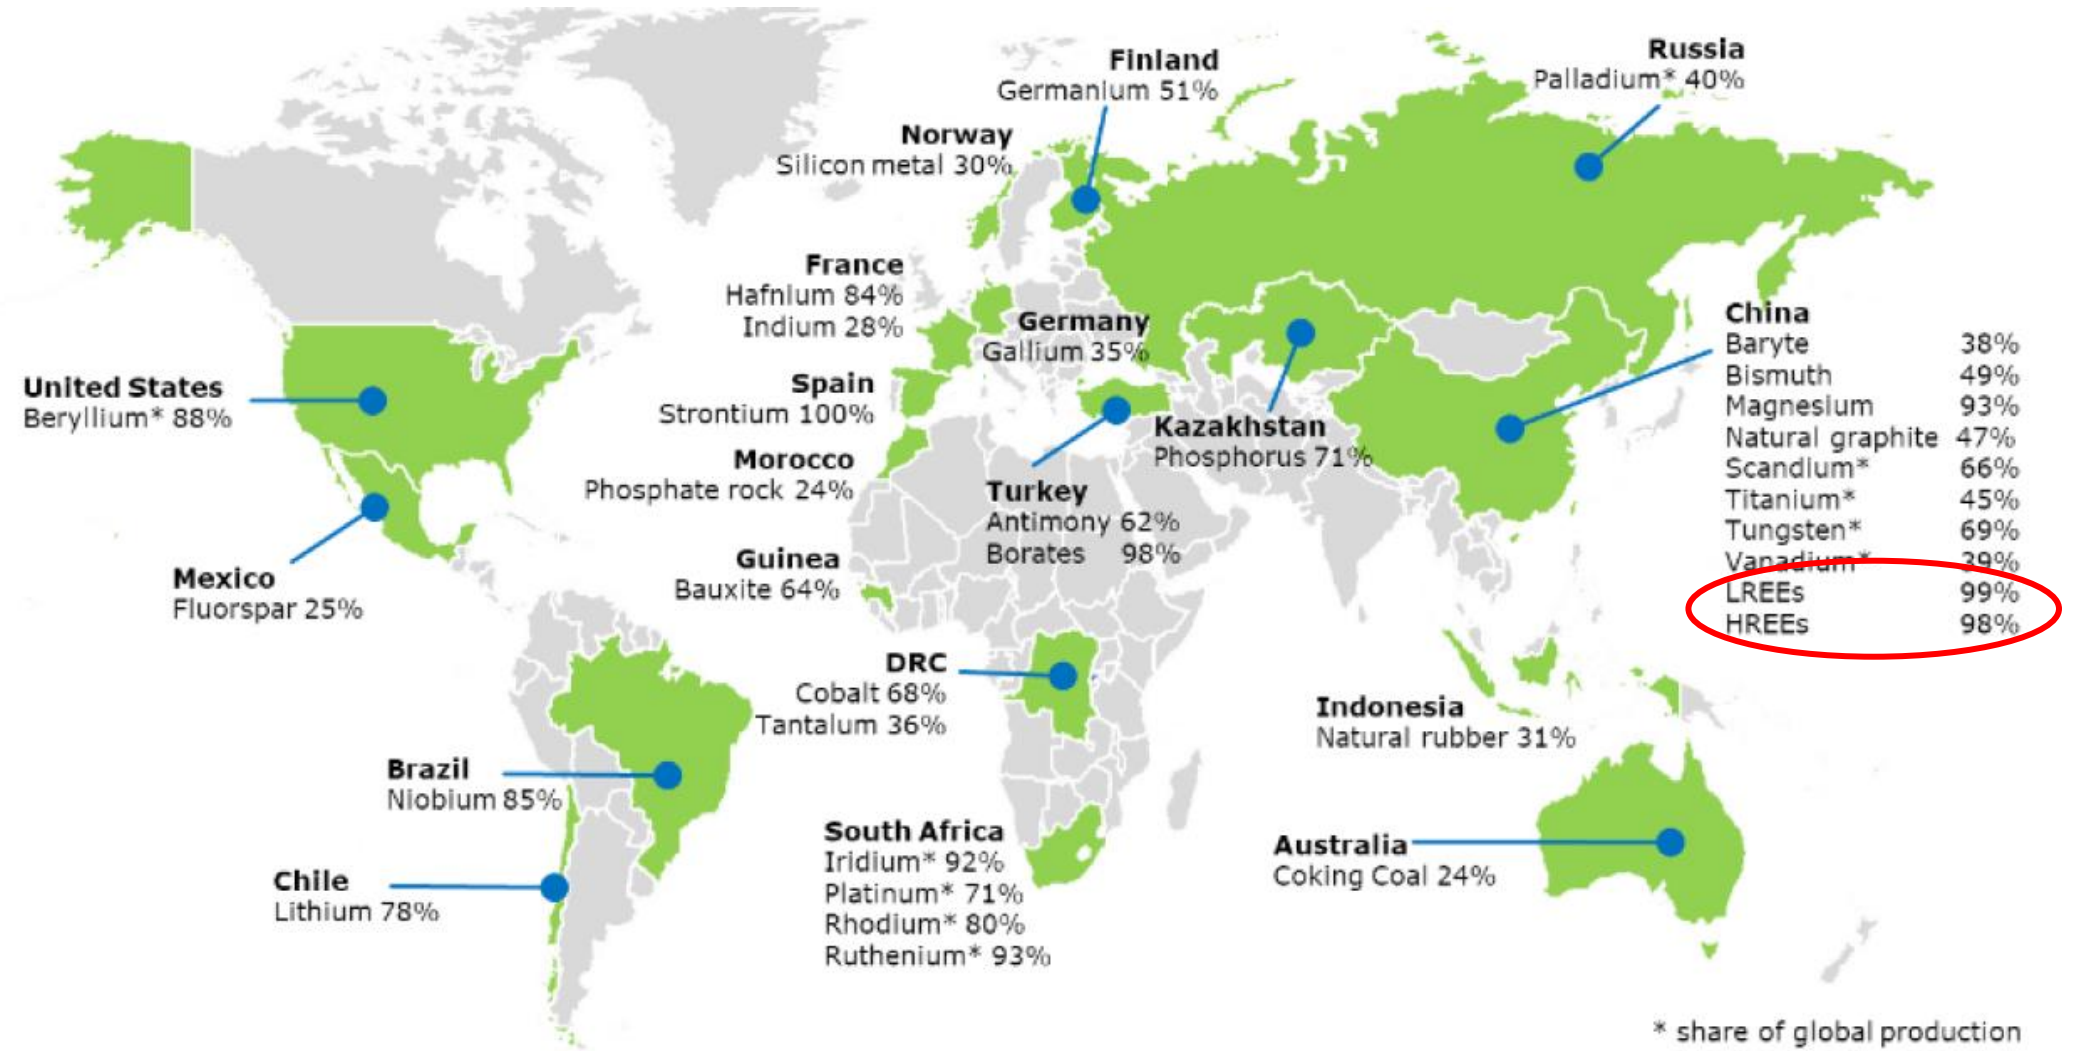 Finland
Germanium 51%
Russia
Palladium* 40%
Norway
Silicon metal 30%
France
Hafnium 84%
Indium 28%
Germany
Gallium 35%
China
Baryte 38%
Bismuth 49%
Magnesium 93%
Natural graphite 47%
Scandium* 66%
Titanium* 45%
Tungsten* 69%
Vanadium* 39%
LREEs 99%
HREEs 98%
United States
Beryllium* 88%
Spain
Strontium 100%
Kazakhstan
Phosphorus 71%
Morocco
Phosphate rock 24%
Turkey
Antimony 62%
Borates 98%
Mexico
Fluorspar 25%
Guinea
Bauxite 64%
DRC
Cobalt 68%
Tantalum 36%
Indonesia
Natural rubber 31%
Brazil
Niobium 85%
South Africa
Iridium* 92%
Platinum* 71%
Rhodium* 80%
Ruthenium* 93%
Australia
Coking Coal 24%
Chile
Lithium 78%
* share of global production